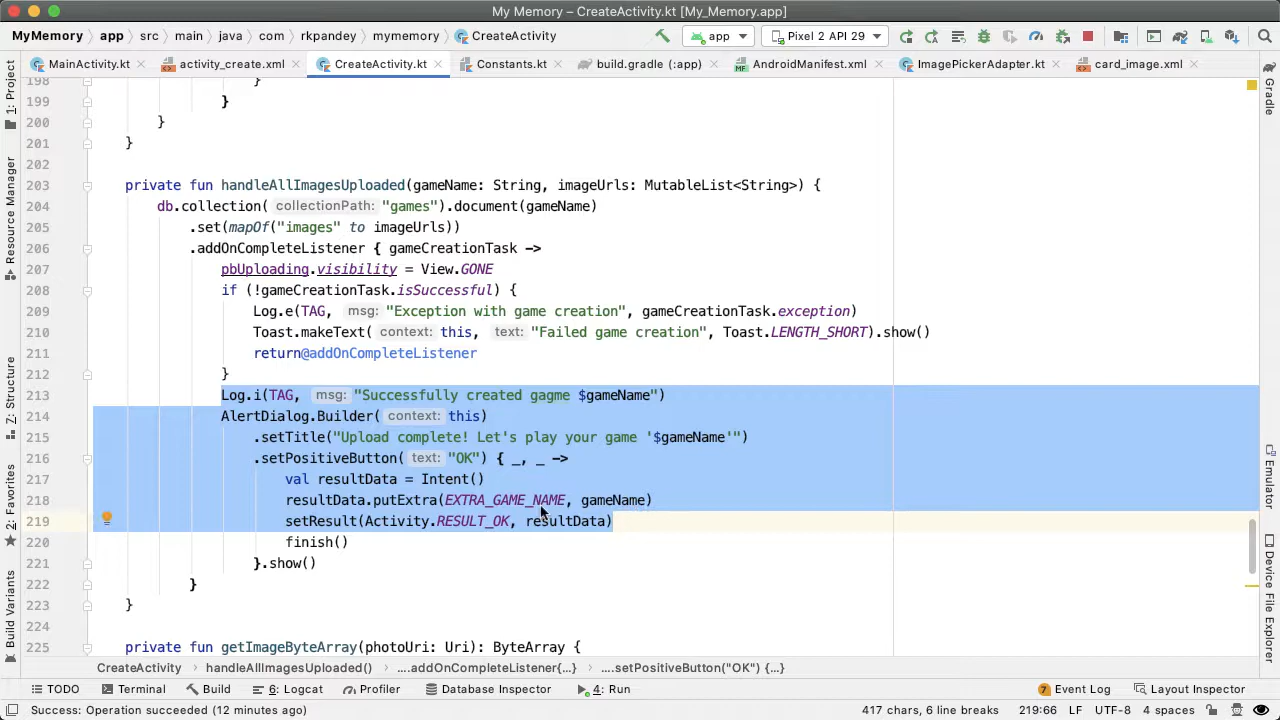 My Memory – CreateActivity.kt [My_Memory.app]
MyMemory app src main java com rkpandey mymemory CreateActivity app Pixel 2 API 29
MainActivity.kt activity_create.xml CreateActivity.kt Constants.kt build.gradle (:app) AndroidManifest.xml ImagePickerAdapter.kt card_image.xml
1: Project
Resource Manager
Z: Structure
2: Favorites
Build Variants
198 }
199 }
200 }
201 }
202
203 private fun handleAllImagesUploaded(gameName: String, imageUrls: MutableList<String>) {
204 db.collection( collectionPath: "games").document(gameName)
205 .set(mapOf("images" to imageUrls))
206 .addOnCompleteListener { gameCreationTask ->
207 pbUploading.visibility = View.GONE
208 if (!gameCreationTask.isSuccessful) {
209 Log.e(TAG, msg: "Exception with game creation", gameCreationTask.exception)
210 Toast.makeText( context: this, text: "Failed game creation", Toast.LENGTH_SHORT).show()
211 return@addOnCompleteListener
212 }
213 Log.i(TAG, msg: "Successfully created gagme $gameName")
214 AlertDialog.Builder( context: this)
215 .setTitle("Upload complete! Let's play your game '$gameName'")
216 .setPositiveButton( text: "OK") { _, _ ->
217 val resultData = Intent()
218 resultData.putExtra(EXTRA_GAME_NAME, gameName)
219 setResult(Activity.RESULT_OK, resultData)
220 finish()
221 }.show()
222 }
223 }
224
225 private fun getImageByteArray(photoUri: Uri): ByteArray {
Gradle
Emulator
Device File Explorer
CreateActivity handleAllImagesUploaded() ....addOnCompleteListener{...} ....setPositiveButton("OK") {...}
TODO Terminal Build 6: Logcat Profiler Database Inspector 4: Run 7 Event Log Layout Inspector
Success: Operation succeeded (12 minutes ago) 417 chars, 6 line breaks 219:66 LF UTF-8 4 spaces